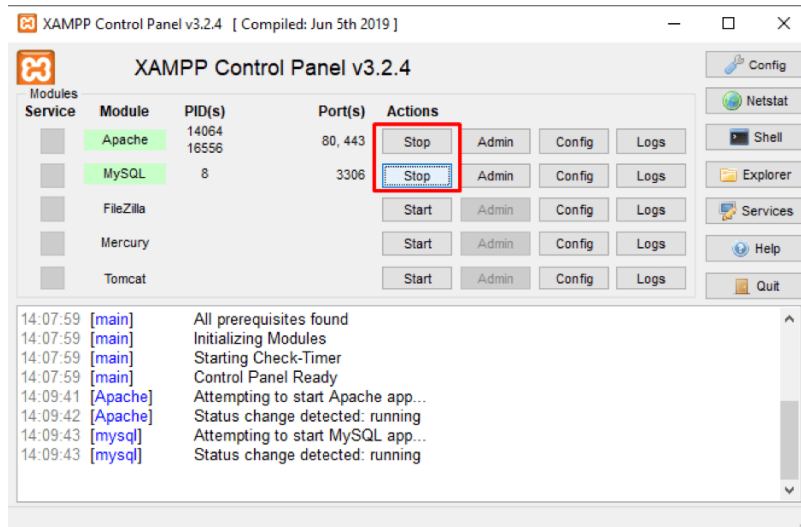 XAMPP Control Panel v3.2.4 [ Compiled: Jun 5th 2019 ]
XAMPP Control Panel v3.2.4
Config
Modules
Netstat
Service Module PID(s) Port(s) Actions
Apache 14064 16556 80, 443 Stop Admin Config Logs
Shell
MySQL 8 3306 Stop Admin Config Logs
Explorer
FileZilla Start Admin Config Logs
Services
Mercury Start Admin Config Logs
Help
Tomcat Start Admin Config Logs
Quit
14:07:59 [main] All prerequisites found
14:07:59 [main] Initializing Modules
14:07:59 [main] Starting Check-Timer
14:07:59 [main] Control Panel Ready
14:09:41 [Apache] Attempting to start Apache app...
14:09:42 [Apache] Status change detected: running
14:09:43 [mysql] Attempting to start MySQL app...
14:09:43 [mysql] Status change detected: running